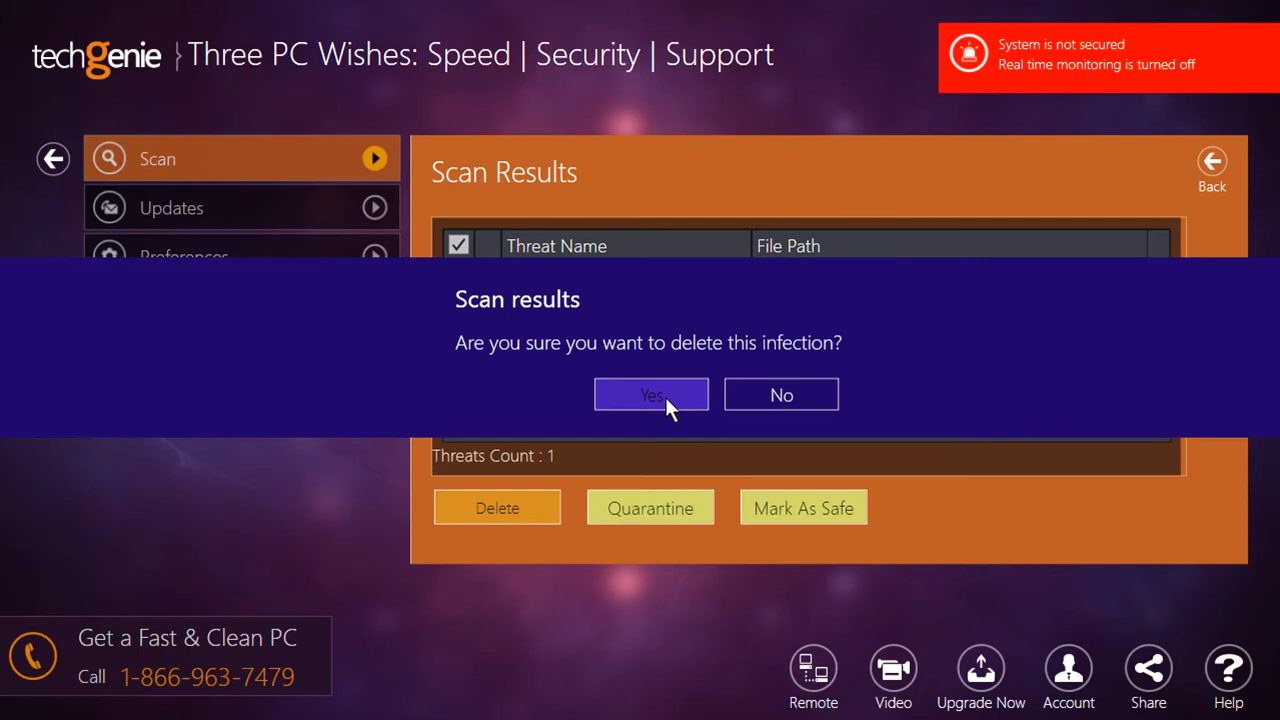 techgenie Three PC Wishes: Speed | Security | Support
System is not secured
Real time monitoring is turned off
Scan
Updates
Preferences
Scan Results
Back
Threat Name File Path
Scan results
Are you sure you want to delete this infection?
Yes No
Threats Count : 1
Delete Quarantine Mark As Safe
Get a Fast & Clean PC
Call 1-866-963-7479
Remote Video Upgrade Now Account Share Help